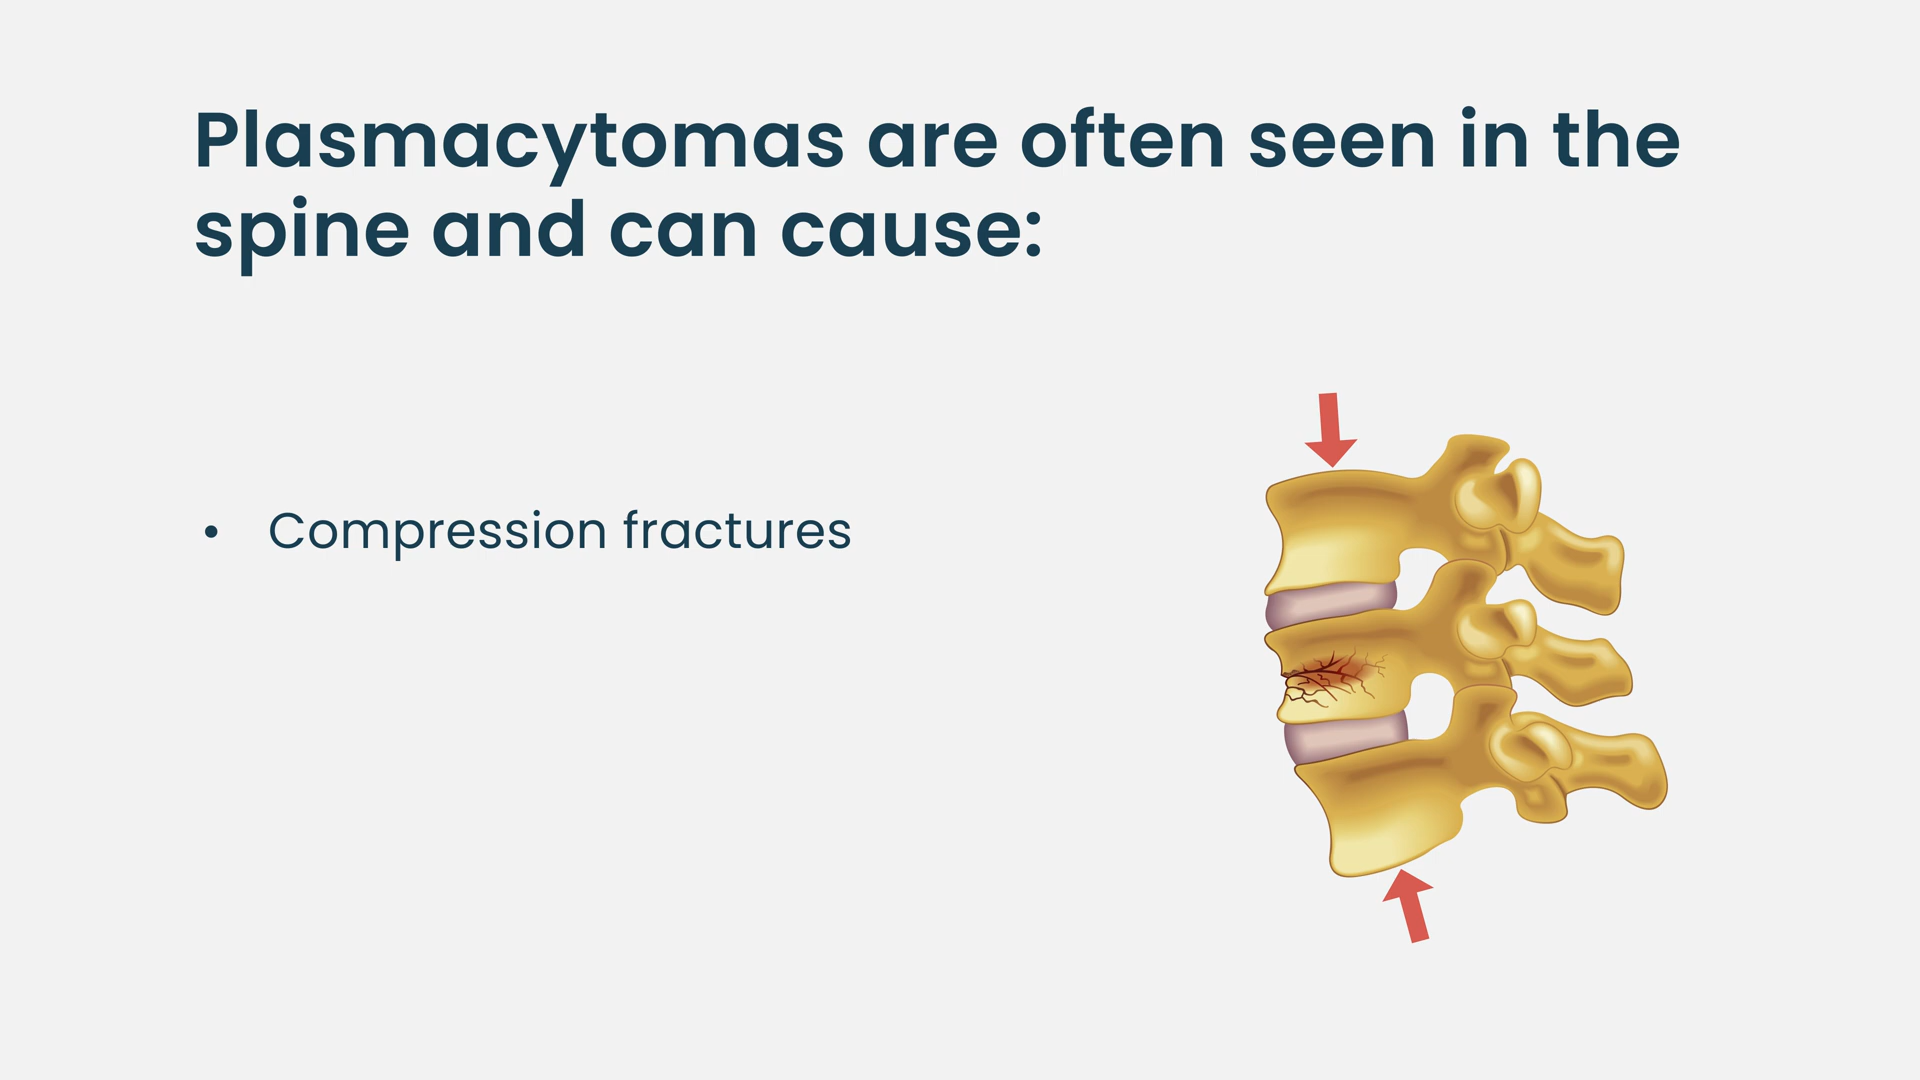 Plasmacytomas are often seen in the
spine and can cause:
• Compression fractures